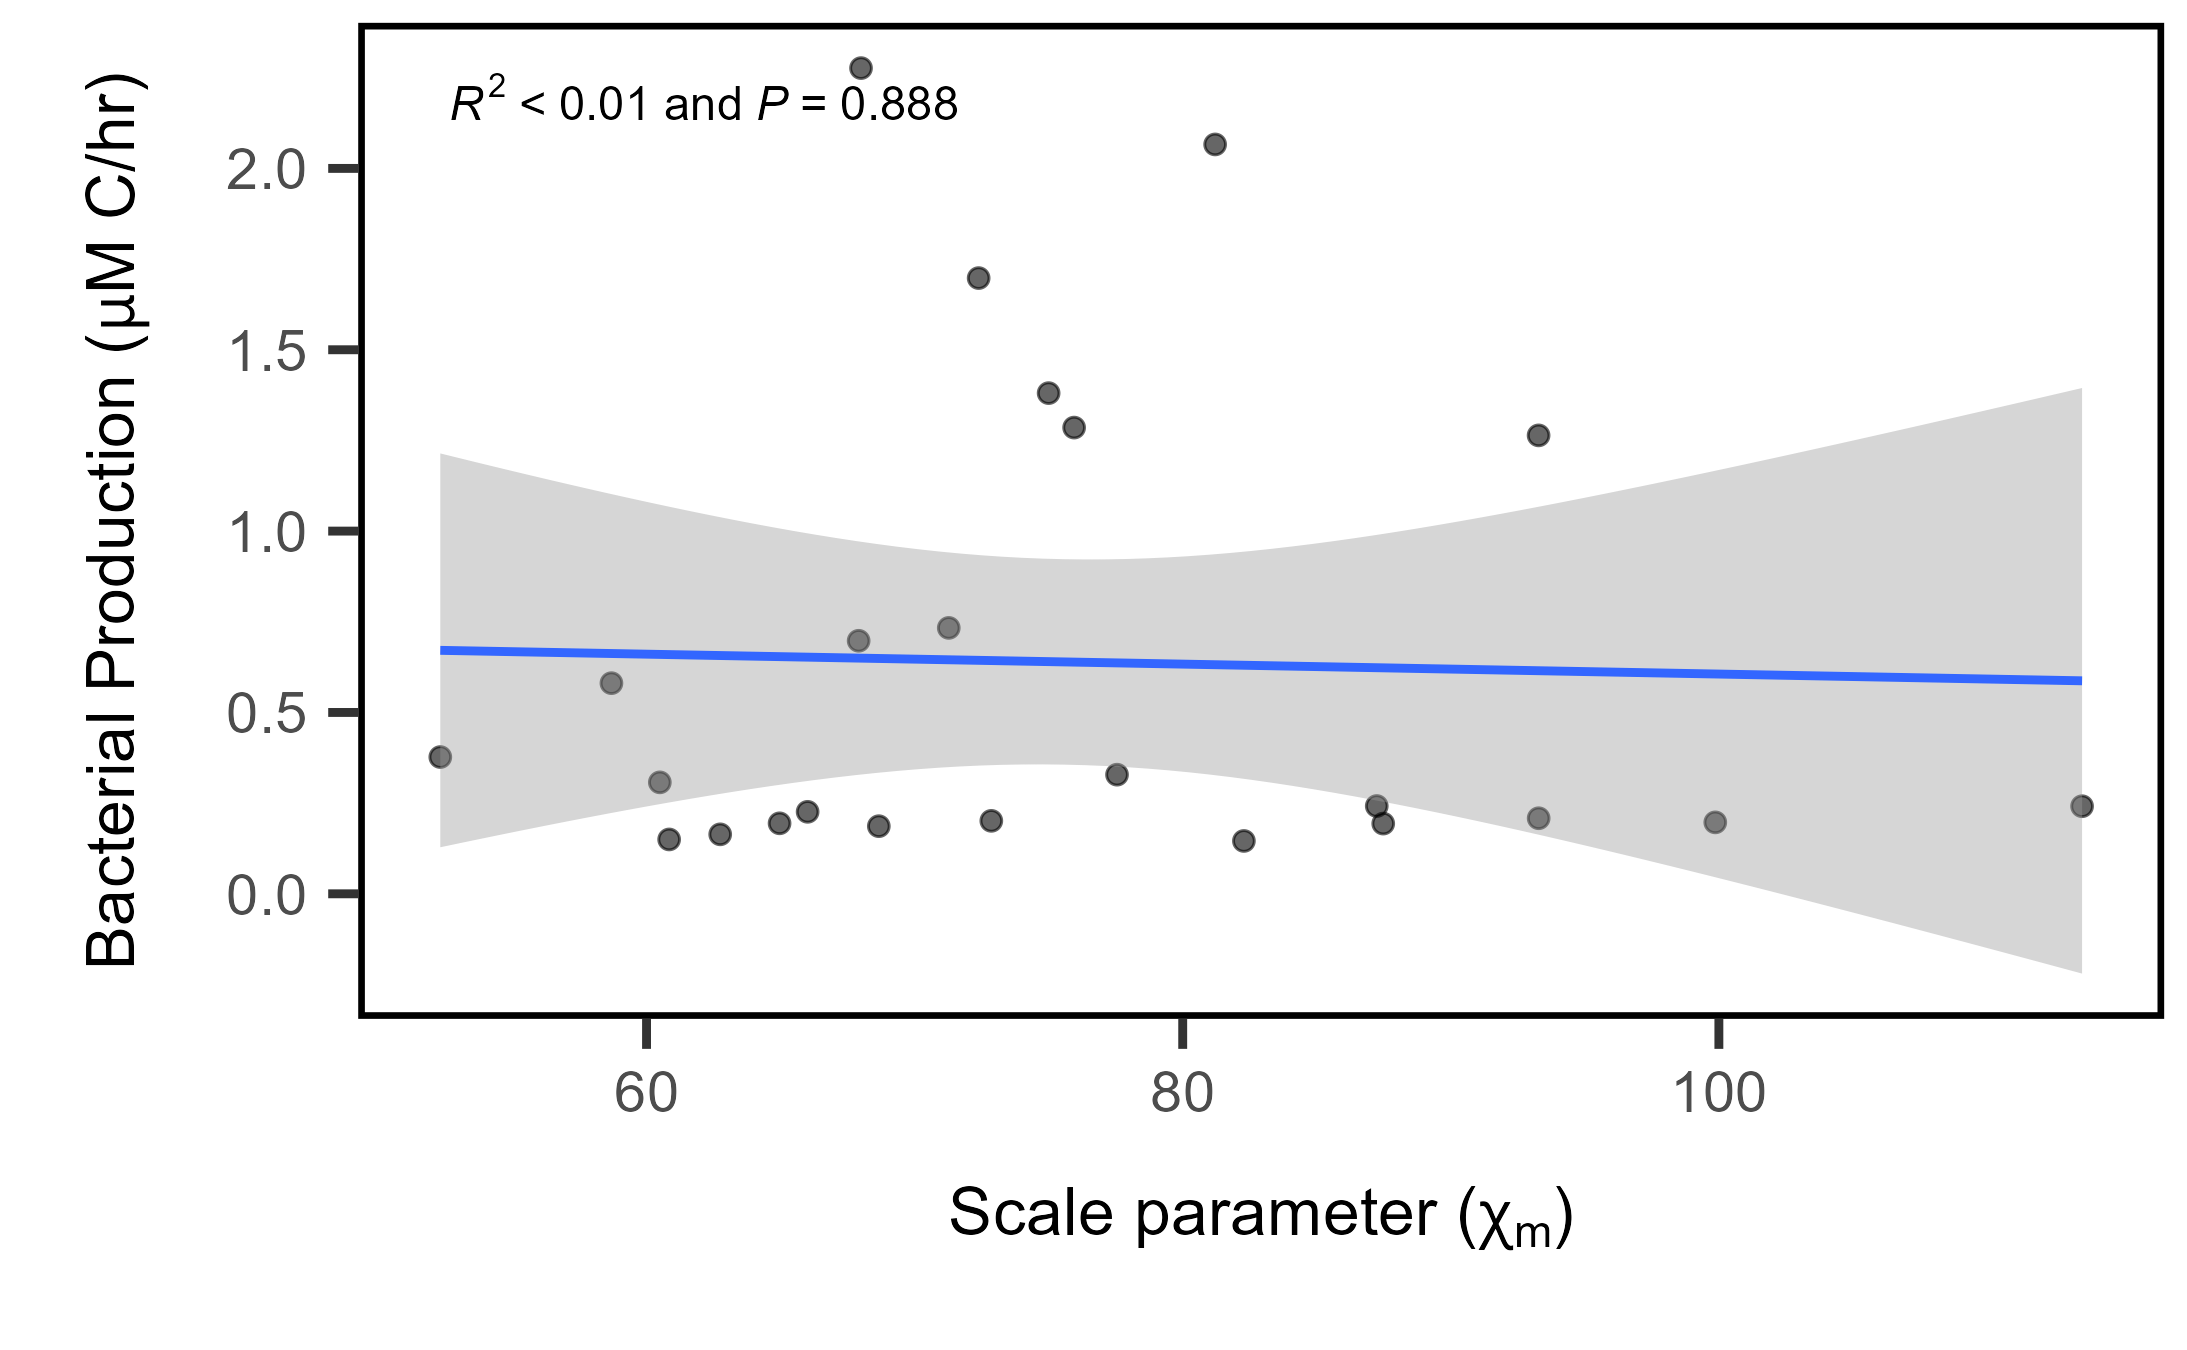 R² < 0.01 and P = 0.888
Bacterial Production (µM C/hr)
2.0
1.5
1.0
0.5
0.0
60 80 100
Scale parameter (χₘ)